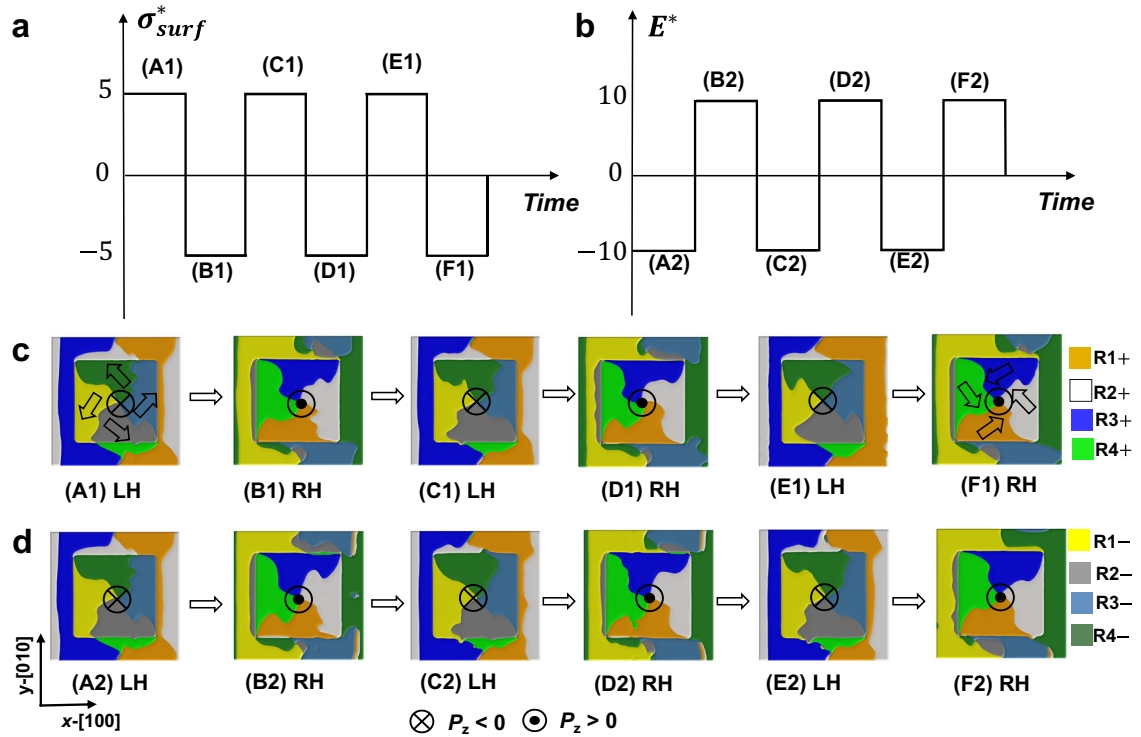 a
σ*surf
(A1)
(C1)
(E1)
5
0
−5
(B1)
(D1)
(F1)
Time
b
E*
(B2)
(D2)
(F2)
10
0
−10
(A2)
(C2)
(E2)
Time
c
(A1) LH
(B1) RH
(C1) LH
(D1) RH
(E1) LH
(F1) RH
R1+
R2+
R3+
R4+
d
(A2) LH
(B2) RH
(C2) LH
(D2) RH
(E2) LH
(F2) RH
R1−
R2−
R3−
R4−
y-[010]
x-[100]
Pz < 0
Pz > 0